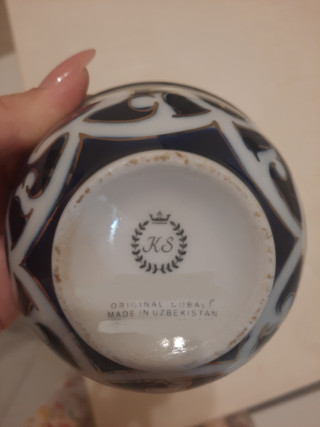 KS
ORIGINAL COBALT
MADE IN UZBEKISTAN